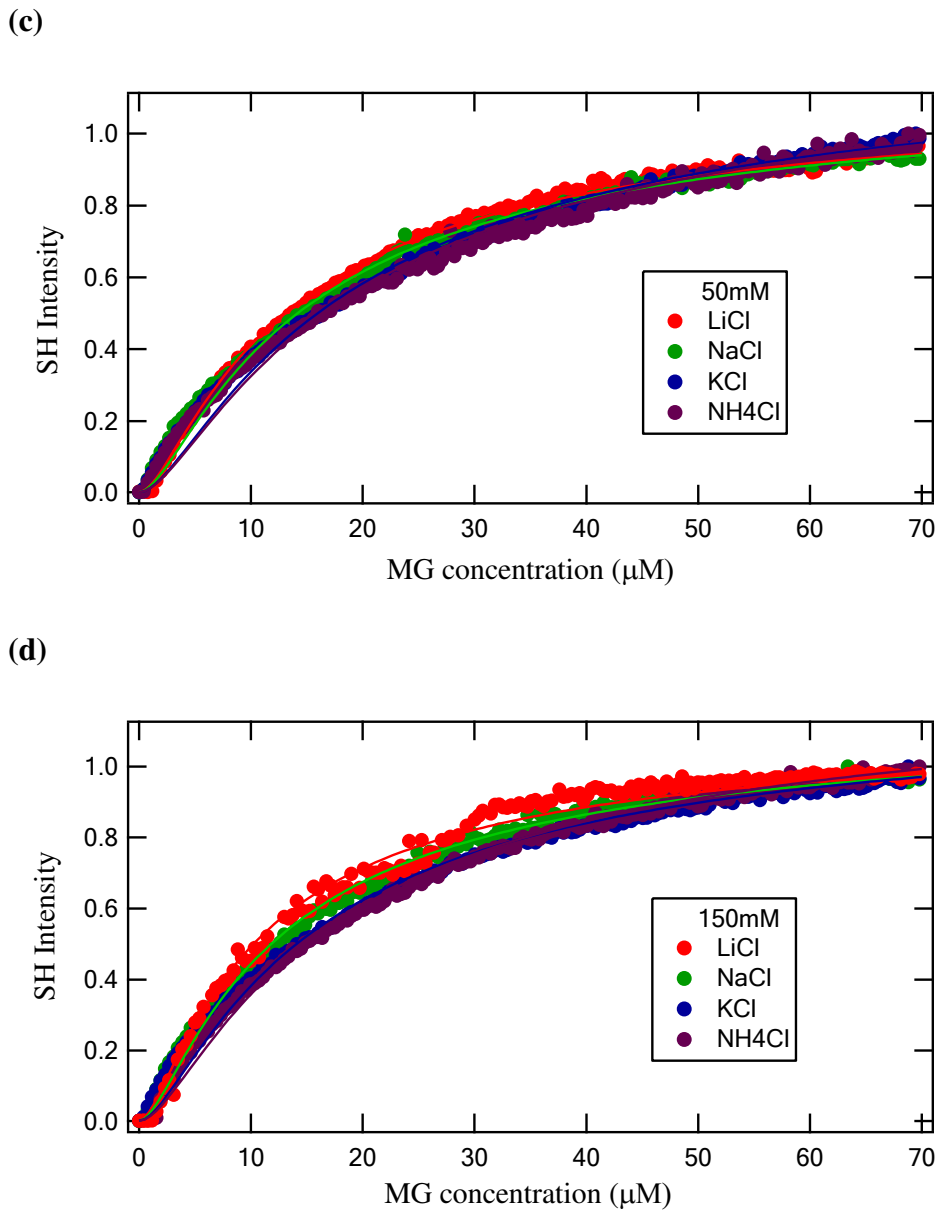 (c)
1.0
0.8
0.6
0.4
0.2
0.0
SH Intensity
50mM
LiCl
NaCl
KCl
NH4Cl
0 10 20 30 40 50 60 70
MG concentration (μM)
(d)
1.0
0.8
0.6
0.4
0.2
0.0
SH Intensity
150mM
LiCl
NaCl
KCl
NH4Cl
0 10 20 30 40 50 60 70
MG concentration (μM)